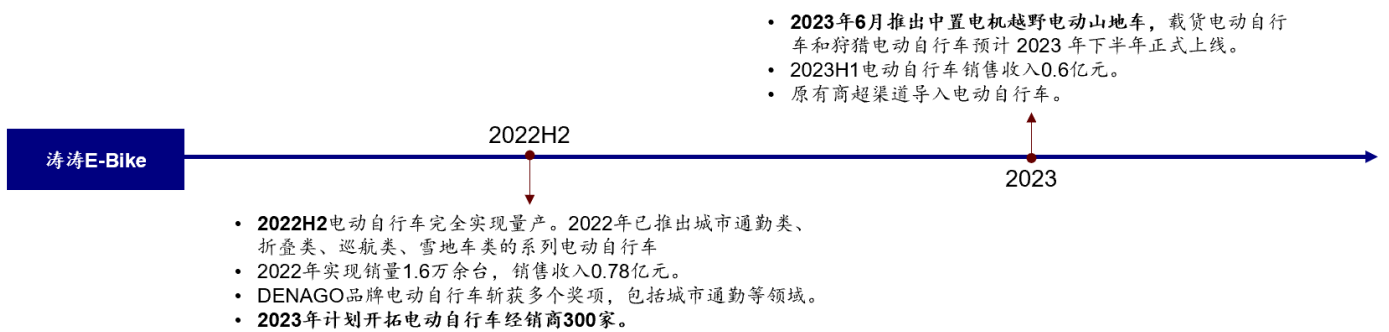 • 2023年6月推出中置电机越野电动山地车，载货电动自行
车和狩猎电动自行车预计 2023 年下半年正式上线。
• 2023H1电动自行车销售收入0.6亿元。
• 原有商超渠道导入电动自行车。
2022H2
涛涛E-Bike
2023
• 2022H2电动自行车完全实现量产。2022年已推出城市通勤类、
折叠类、巡航类、雪地车类的系列电动自行车
• 2022年实现销量1.6万余台，销售收入0.78亿元。
• DENAGO品牌电动自行车斩获多个奖项，包括城市通勤等领域。
• 2023年计划开拓电动自行车经销商300家。